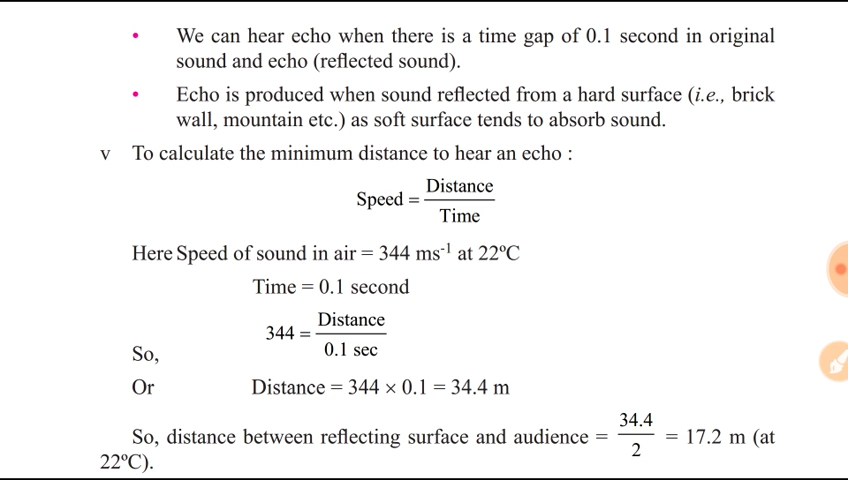 • We can hear echo when there is a time gap of 0.1 second in original
sound and echo (reflected sound).
• Echo is produced when sound reflected from a hard surface (i.e., brick
wall, mountain etc.) as soft surface tends to absorb sound.
v To calculate the minimum distance to hear an echo :
Speed = Distance / Time
Here Speed of sound in air = 344 ms⁻¹ at 22ºC
Time = 0.1 second
344 = Distance / 0.1 sec
So,
Or Distance = 344 × 0.1 = 34.4 m
So, distance between reflecting surface and audience = 34.4 / 2 = 17.2 m (at
22ºC).